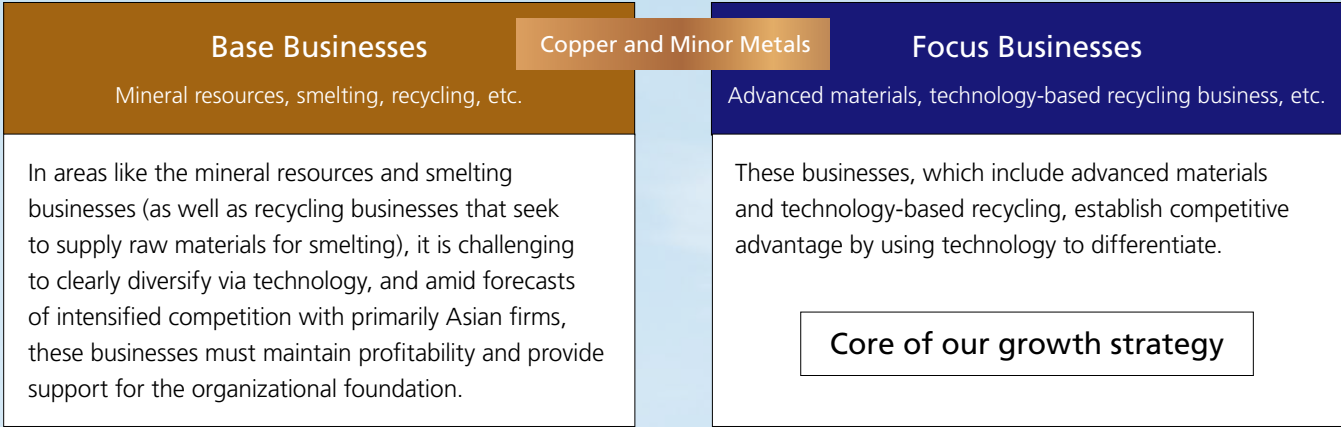 Base Businesses
Mineral resources, smelting, recycling, etc.
Copper and Minor Metals
Focus Businesses
Advanced materials, technology-based recycling business, etc.
In areas like the mineral resources and smelting
businesses (as well as recycling businesses that seek
to supply raw materials for smelting), it is challenging
to clearly diversify via technology, and amid forecasts
of intensified competition with primarily Asian firms,
these businesses must maintain profitability and provide
support for the organizational foundation.
These businesses, which include advanced materials
and technology-based recycling, establish competitive
advantage by using technology to differentiate.
Core of our growth strategy